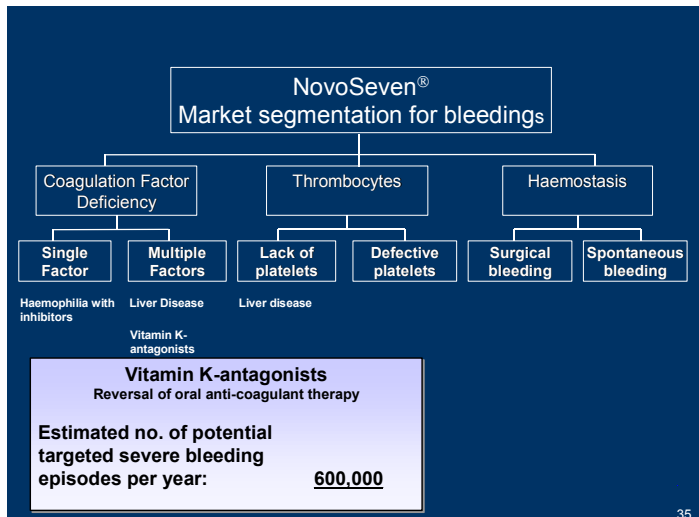 NovoSeven®
Market segmentation for bleedings
Coagulation Factor
Deficiency
Thrombocytes
Haemostasis
Single
Factor
Multiple
Factors
Lack of
platelets
Defective
platelets
Surgical
bleeding
Spontaneous
bleeding
Haemophilia with
inhibitors
Liver Disease
Vitamin K-
antagonists
Liver disease
Vitamin K-antagonists
Reversal of oral anti-coagulant therapy
Estimated no. of potential
targeted severe bleeding
episodes per year: 600,000
35